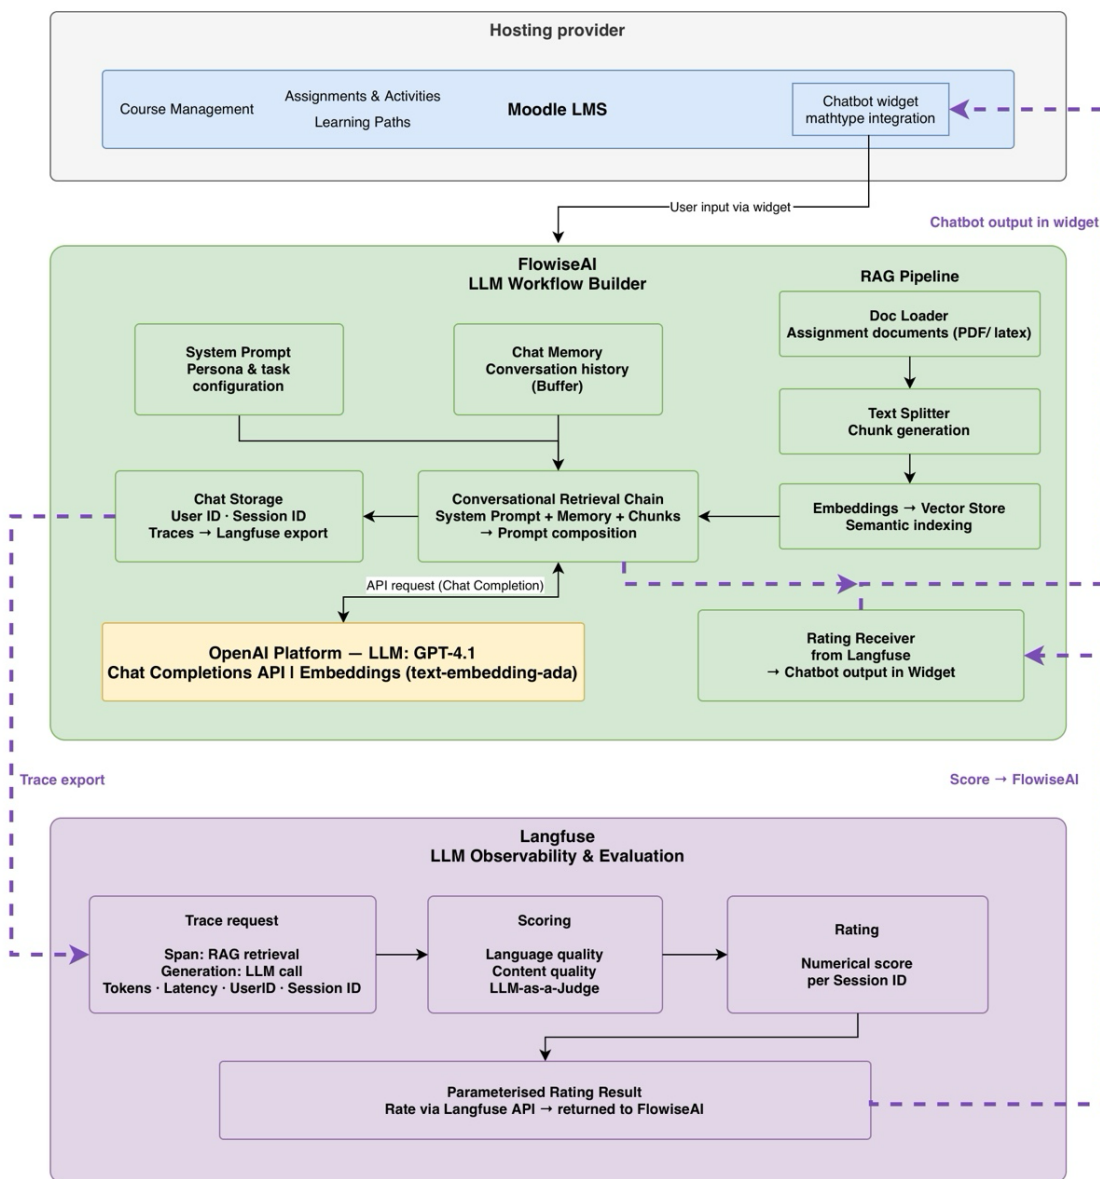 Hosting provider
Course Management
Assignments & Activities
Learning Paths
Moodle LMS
Chatbot widget
mathtype integration
User input via widget
Chatbot output in widget
FlowiseAI
LLM Workflow Builder
RAG Pipeline
Doc Loader
Assignment documents (PDF/ latex)
System Prompt
Persona & task
configuration
Chat Memory
Conversation history
(Buffer)
Text Splitter
Chunk generation
Chat Storage
User ID · Session ID
Traces → Langfuse export
Conversational Retrieval Chain
System Prompt + Memory + Chunks
→ Prompt composition
Embeddings → Vector Store
Semantic indexing
API request (Chat Completion)
OpenAI Platform — LLM: GPT-4.1
Chat Completions API I Embeddings (text-embedding-ada)
Rating Receiver
from Langfuse
→ Chatbot output in Widget
Trace export
Score → FlowiseAI
Langfuse
LLM Observability & Evaluation
Trace request
Span: RAG retrieval
Generation: LLM call
Tokens · Latency · UserID · Session ID
Scoring
Language quality
Content quality
LLM-as-a-Judge
Rating
Numerical score
per Session ID
Parameterised Rating Result
Rate via Langfuse API → returned to FlowiseAI